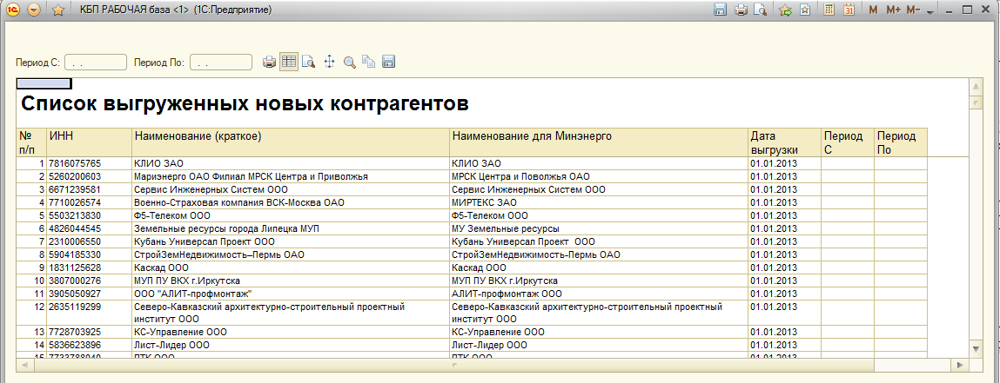 КБП РАБОЧАЯ база <1> (1С:Предприятие)
M M+ M-
Период С: . . Период По: . .
Список выгруженных новых контрагентов
№ п/п ИНН Наименование (краткое) Наименование для Минэнерго Дата выгрузки Период С Период По
1 7816075765 КЛИО ЗАО КЛИО ЗАО 01.01.2013
2 5260200603 Мариэнерго ОАО Филиал МРСК Центра и Приволжья МРСК Центра и Поволжья ОАО 01.01.2013
3 6671239581 Сервис Инженерных Систем ООО Сервис Инженерных Систем ООО 01.01.2013
4 7710026574 Военно-Страховая компания ВСК-Москва ОАО МИРТЕКС ЗАО 01.01.2013
5 5503213830 Ф5-Телеком ООО Ф5-Телеком ООО 01.01.2013
6 4826044545 Земельные ресурсы города Липецка МУП МУ Земельные ресурсы 01.01.2013
7 2310006550 Кубань Универсал Проект ООО Кубань Универсал Проект  ООО 01.01.2013
8 5904185330 СтройЗемНедвижимость–Пермь ОАО СтройЗемНедвижимость-Пермь ОАО 01.01.2013
9 1831125628 Каскад ООО Каскад ООО 01.01.2013
10 3807000276 МУП ПУ ВКХ г.Иркутска МУП ПУ ВКХ г.Иркутска 01.01.2013
11 3905050927 ООО "АЛИТ-профмонтаж" АЛИТ-профмонтаж ООО 01.01.2013
12 2635119299 Северо-Кавказский архитектурно-строительный проектный Северо-Кавказский архитектурно-строительный проектный 01.01.2013
институт ООО институт ООО
13 7728703925 КС-Управление ООО КС-Управление ООО 01.01.2013
14 5836623896 Лист-Лидер ООО Лист-Лидер ООО 01.01.2013
01.01.2013